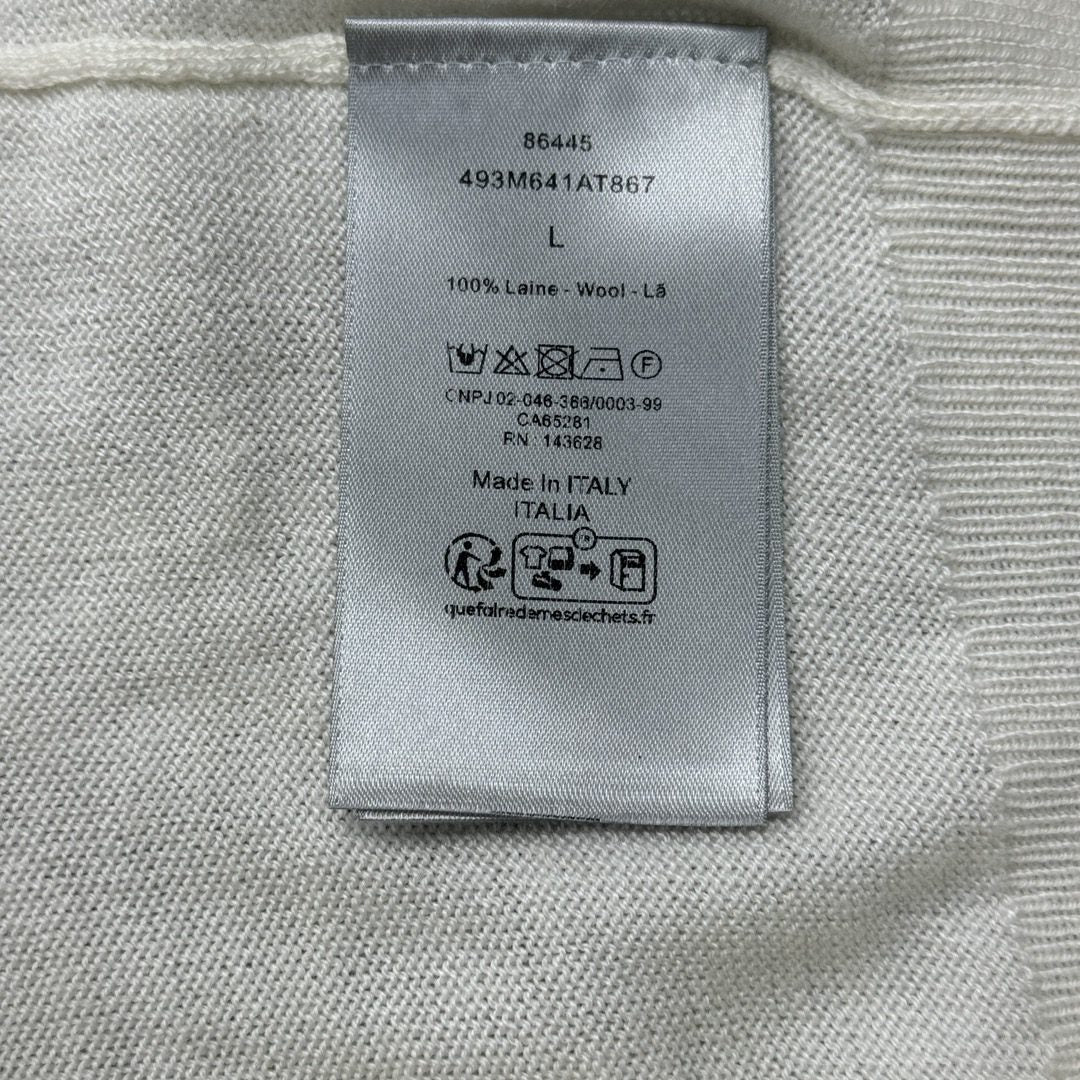 86445
493M641AT867
L
100% Laine - Wool - Lã
F
CNPJ 02-046-366/0003-99
CA65281
RN : 143628
Made In ITALY
ITALIA
quefairedemesdechets.fr